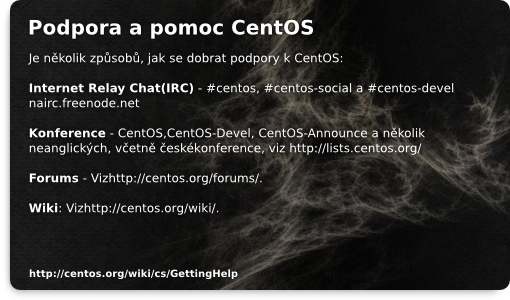 Podpora a pomoc CentOS
Je několik způsobů, jak se dobrat podpory k CentOS:
Internet Relay Chat(IRC) - #centos, #centos-social a #centos-devel
nairc.freenode.net
Konference - CentOS,CentOS-Devel, CentOS-Announce a několik
neanglických, včetně českékonference, viz http://lists.centos.org/
Forums - Vizhttp://centos.org/forums/.
Wiki: Vizhttp://centos.org/wiki/.
http://centos.org/wiki/cs/GettingHelp